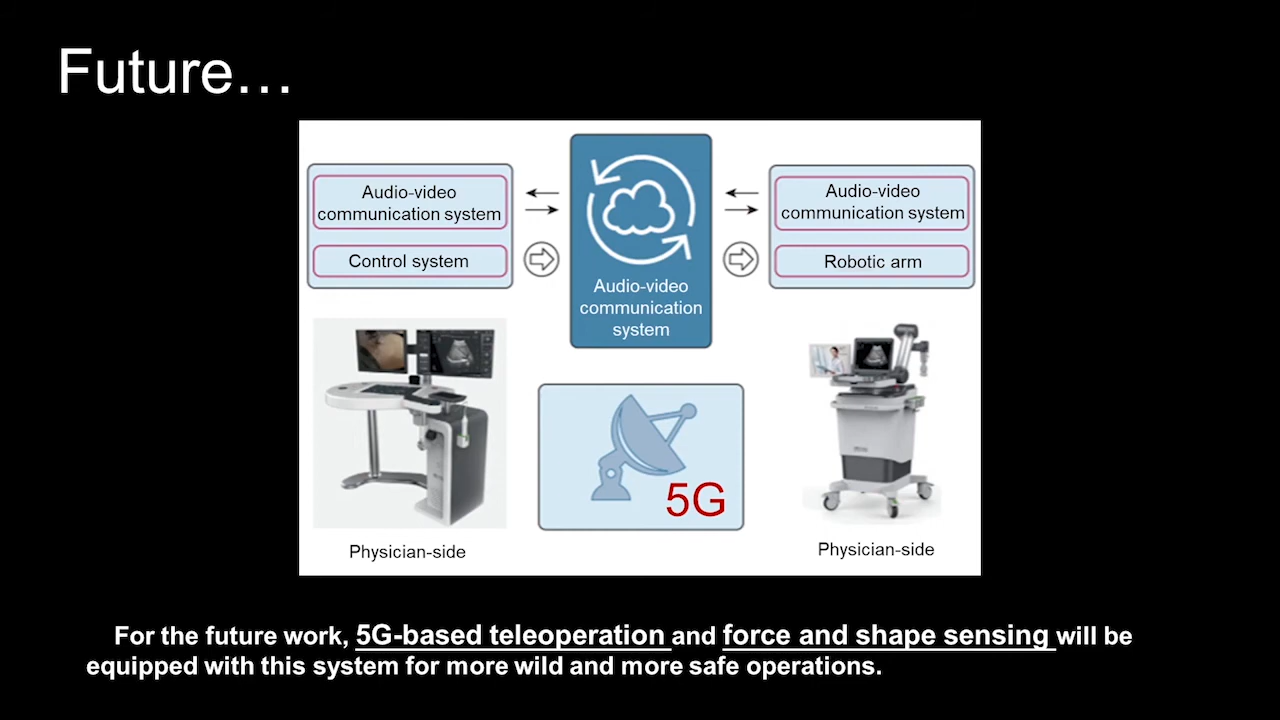 Future…
Audio-video
communication system
Control system
Audio-video
communication
system
Audio-video
communication system
Robotic arm
5G
Physician-side
Physician-side
For the future work, 5G-based teleoperation and force and shape sensing will be
equipped with this system for more wild and more safe operations.